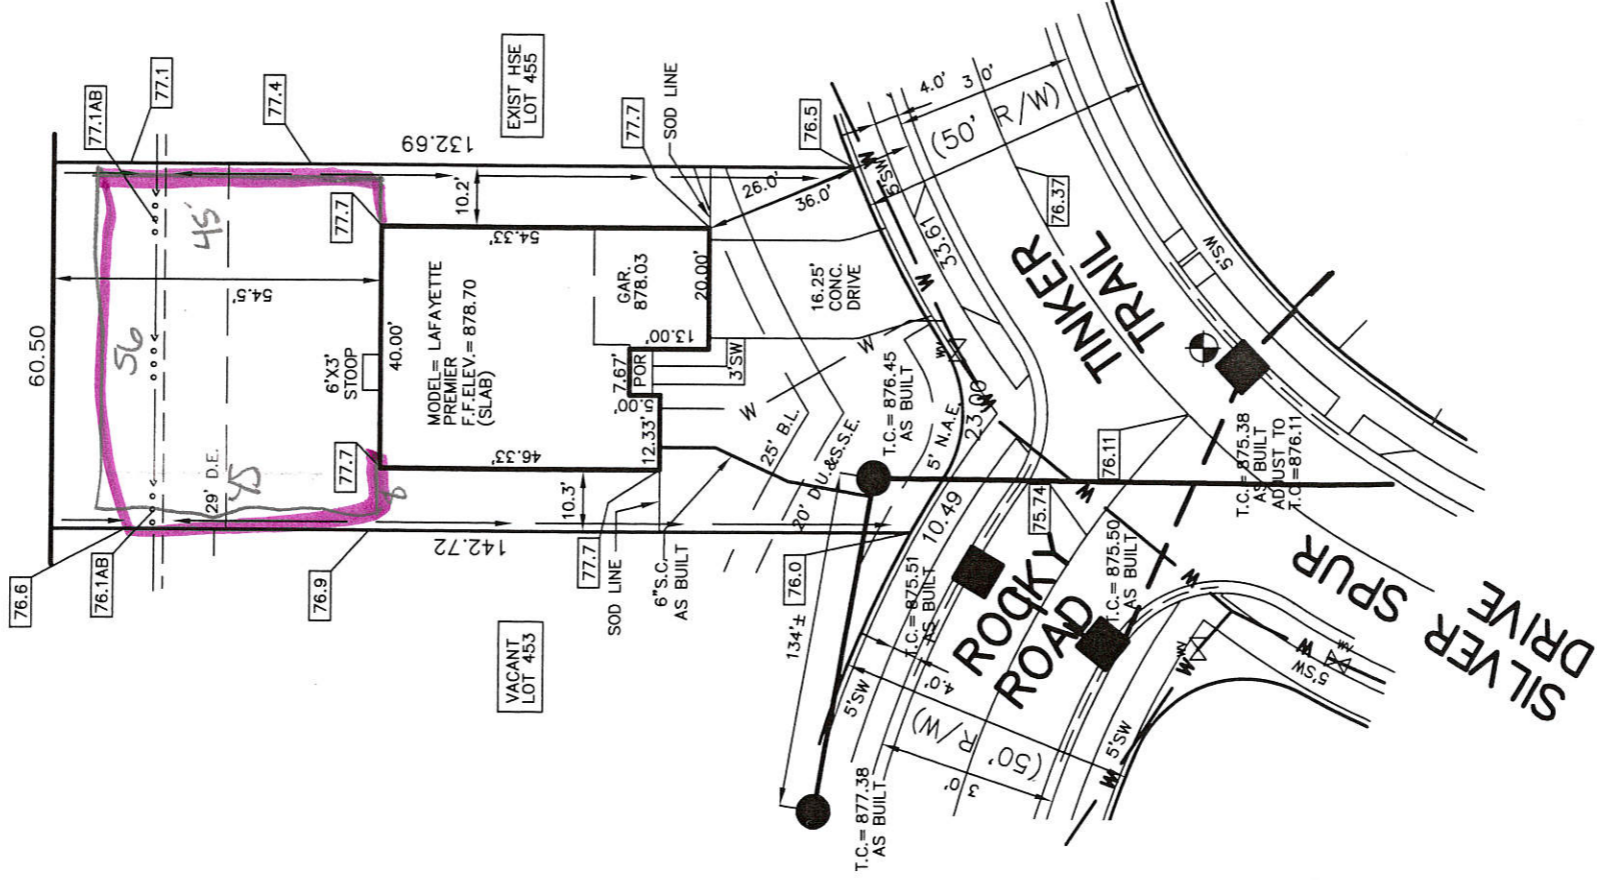 60.50
77.1AB
77.1
77.4
76.6
76.1AB
76.9
56
45'
45
8
29' D.E.
54.5'
132.69
142.72
EXIST HSE
LOT 455
VACANT
LOT 453
77.7
77.7
77.7
77.7
SOD LINE
SOD LINE
76.5
6'X3'
STOOP
40.00'
10.2'
10.3'
54.33'
46.33'
MODEL= LAFAYETTE
PREMIER
F.F.ELEV.= 878.70
(SLAB)
GAR.
878.03
20.00'
13.00'
7.67'
POR
5.00'
12.33'
3'SW
26.0'
36.0'
16.25'
CONC.
DRIVE
6"S.C.
AS BUILT
25' B.L.
20' D.U.&S.S.E.
W
W
W
W
W
W
W
W
W
W
W
WV
WV
WV
5'SW
4.0'
3.0'
(50' R/W)
33.61
76.37
TINKER
TRAIL
5'SW
T.C.= 876.45
AS BUILT
5' N.A.E.
23.00
10.49
76.0
134'±
T.C.= 875.51
AS BUILT
75.74
76.11
T.C.= 875.38
AS BUILT
ADJUST TO
T.C.=876.11
T.C.= 875.50
AS BUILT
ROCKY
ROAD
4.0'
5'SW
(50' R/W)
3.0'
T.C.= 877.38
AS BUILT
5'SW
5'SW
SILVER SPUR
DRIVE